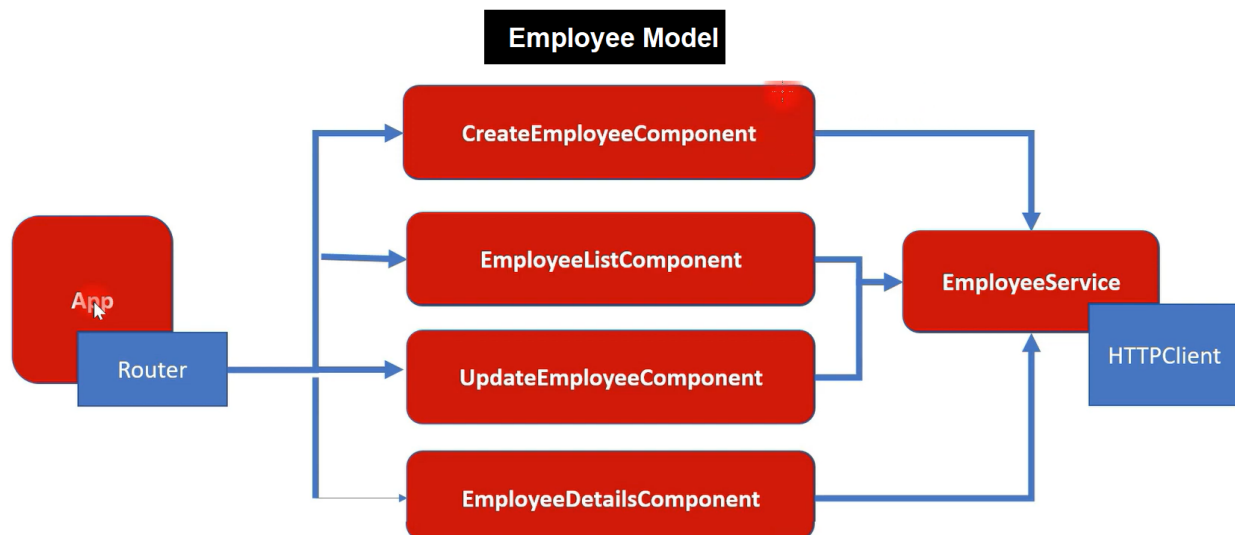 Employee Model
CreateEmployeeComponent
EmployeeListComponent
App
EmployeeService
Router
UpdateEmployeeComponent
HTTPClient
EmployeeDetailsComponent